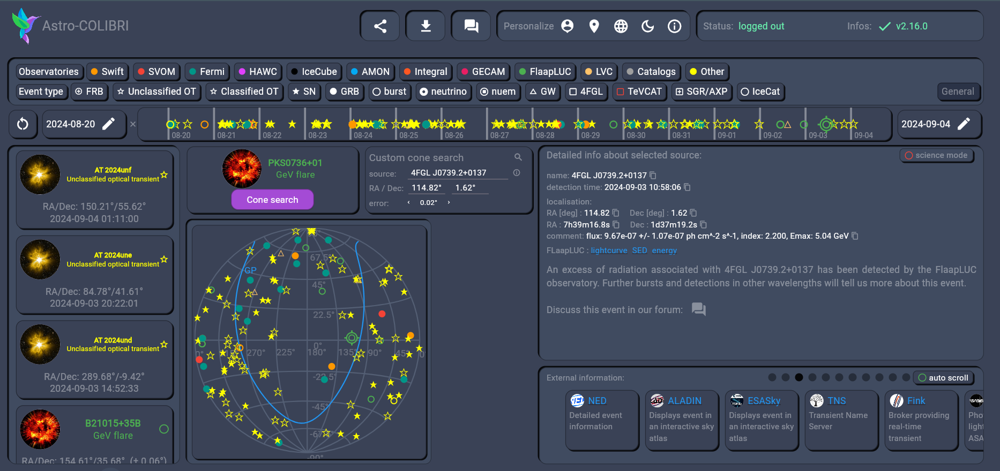 Astro-COLIBRI
Personalize
Status: logged out
Infos: v2.16.0
Observatories Swift SVOM Fermi HAWC IceCube AMON Integral GECAM FlaapLUC LVC Catalogs Other
Event type FRB Unclassified OT Classified OT SN GRB burst neutrino nuem GW 4FGL TeVCAT SGR/AXP IceCat General
2024-08-20 ×
08-20 08-21 08-22 08-23 08-24 08-25 08-26 08-27 08-28 08-29 08-30 08-31 09-01 09-02 09-03 09-04
2024-09-04
AT 2024unf
Unclassified optical transient
RA/Dec: 150.21°/55.62°
2024-09-04 01:11:00
AT 2024une
Unclassified optical transient
RA/Dec: 84.78°/41.61°
2024-09-03 20:22:01
AT 2024und
Unclassified optical transient
RA/Dec: 289.68°/-9.42°
2024-09-03 14:52:33
B21015+35B
GeV flare
RA/Dec: 154.61°/35.68° (± 0.06°)
PKS0736+01
GeV flare
Cone search
Custom cone search
source: 4FGL J0739.2+0137
RA / Dec: 114.82° 1.62°
error: ‹ 0.02° ›
67.5°
GP
45°
22.5°
0°
0° 270° 225° 180° 135° 90° 45° 0
-22.5°
-45°
-67
-90°
Detailed info about selected source:
science mode
name: 4FGL J0739.2+0137
detection time: 2024-09-03 10:58:06
localisation:
RA [deg] : 114.82 Dec [deg] : 1.62
RA : 7h39m16.8s Dec : 1d37m19.2s
comment: flux: 9.67e-07 +/- 1.07e-07 ph cm^-2 s^-1, index: 2.200, Emax: 5.04 GeV
FLaapLUC : lightcurve SED energy
An excess of radiation associated with 4FGL J0739.2+0137 has been detected by the FlaapLUC
observatory. Further bursts and detections in other wavelengths will tell us more about this event.
Discuss this event in our forum:
External information:
auto scroll
NED
Detailed event
information
ALADIN
Displays event in
an interactive sky
atlas
ESASky
Displays event in
an interactive sky
atlas
TNS
Transient Name
Server
Fink
Broker providing
real-time
transient
Pho
light
ASA